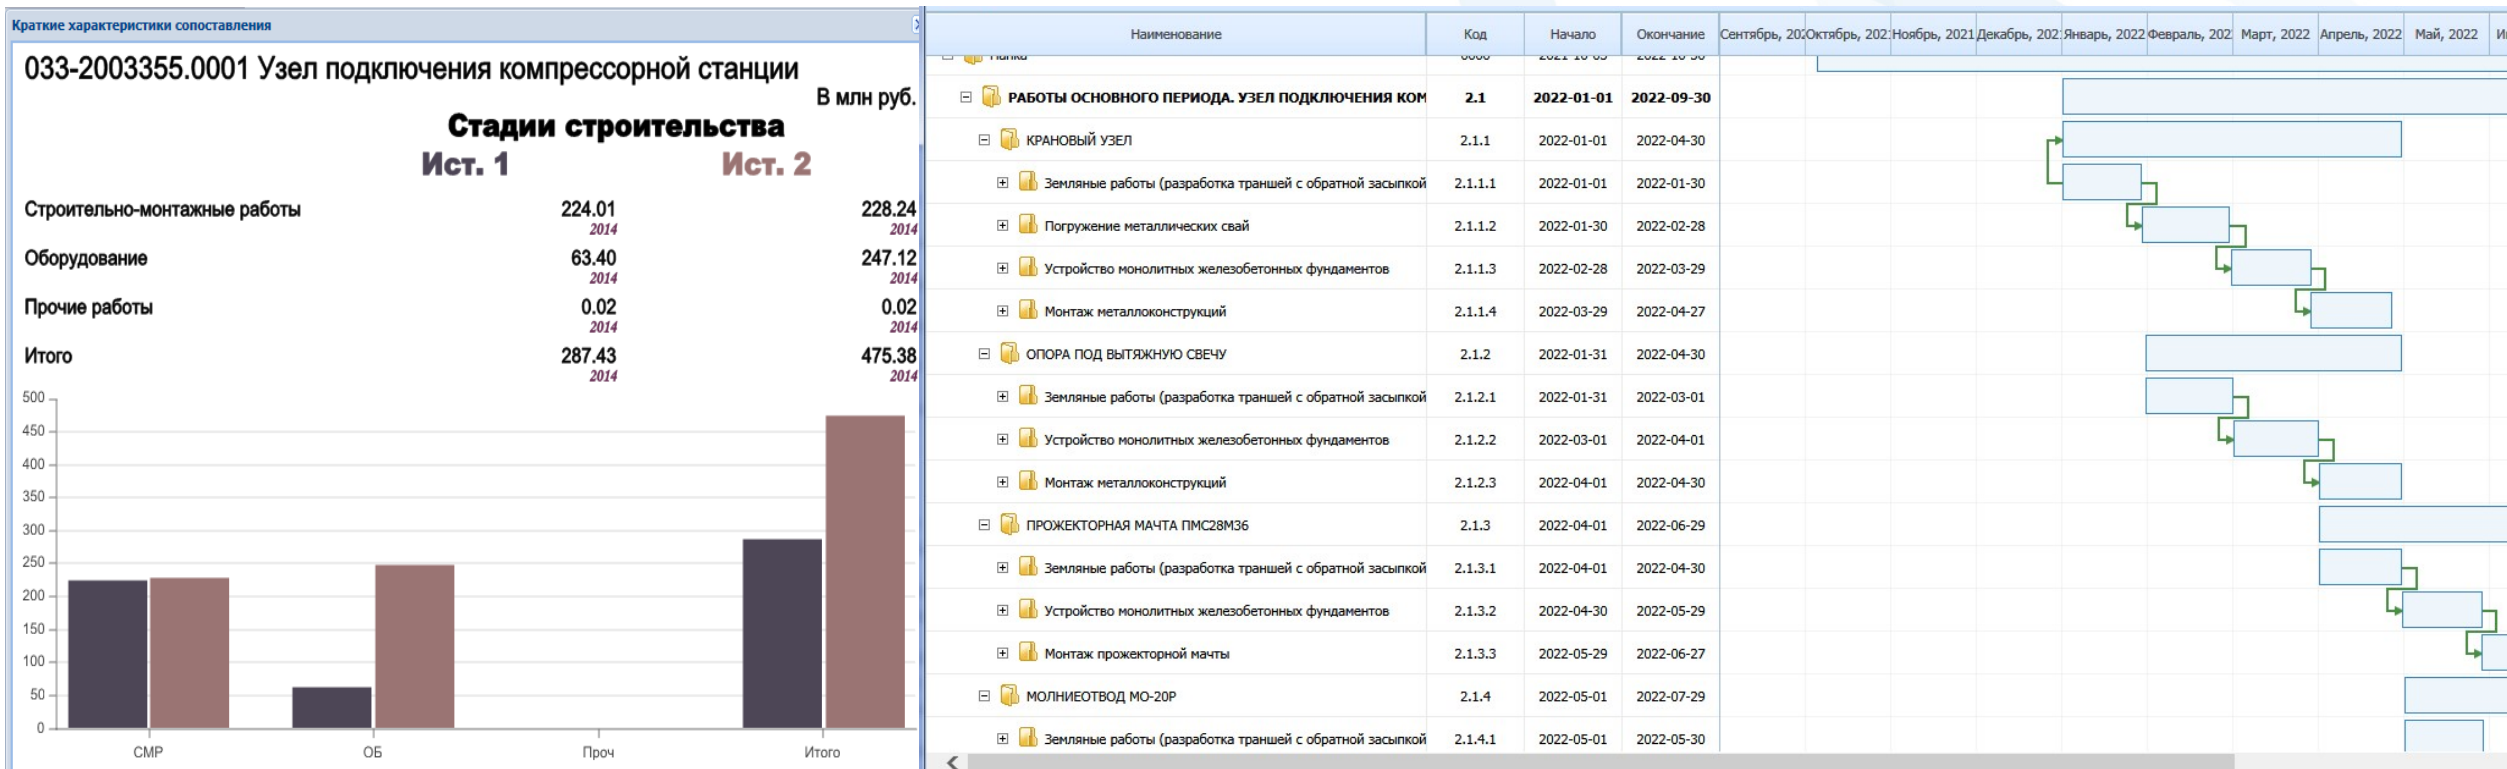 Краткие характеристики сопоставления
033-2003355.0001 Узел подключения компрессорной станции
В млн руб.
Стадии строительства
Ист. 1 Ист. 2
Строительно-монтажные работы 224.01 228.24
2014 2014
Оборудование 63.40 247.12
2014 2014
Прочие работы 0.02 0.02
2014 2014
Итого 287.43 475.38
2014 2014
500
450
400
350
300
250
200
150
100
50
0
СМР ОБ Проч Итого
Наименование Код Начало Окончание Сентябрь, 202 Октябрь, 202 Ноябрь, 2021 Декабрь, 202 Январь, 2022 Февраль, 202 Март, 2022 Апрель, 2022 Май, 2022
РАБОТЫ ОСНОВНОГО ПЕРИОДА. УЗЕЛ ПОДКЛЮЧЕНИЯ КОМ 2.1 2022-01-01 2022-09-30
КРАНОВЫЙ УЗЕЛ 2.1.1 2022-01-01 2022-04-30
Земляные работы (разработка траншей с обратной засыпкой 2.1.1.1 2022-01-01 2022-01-30
Погружение металлических свай 2.1.1.2 2022-01-30 2022-02-28
Устройство монолитных железобетонных фундаментов 2.1.1.3 2022-02-28 2022-03-29
Монтаж металлоконструкций 2.1.1.4 2022-03-29 2022-04-27
ОПОРА ПОД ВЫТЯЖНУЮ СВЕЧУ 2.1.2 2022-01-31 2022-04-30
Земляные работы (разработка траншей с обратной засыпкой 2.1.2.1 2022-01-31 2022-03-01
Устройство монолитных железобетонных фундаментов 2.1.2.2 2022-03-01 2022-04-01
Монтаж металлоконструкций 2.1.2.3 2022-04-01 2022-04-30
ПРОЖЕКТОРНАЯ МАЧТА ПМС28М36 2.1.3 2022-04-01 2022-06-29
Земляные работы (разработка траншей с обратной засыпкой 2.1.3.1 2022-04-01 2022-04-30
Устройство монолитных железобетонных фундаментов 2.1.3.2 2022-04-30 2022-05-29
Монтаж прожекторной мачты 2.1.3.3 2022-05-29 2022-06-27
МОЛНИЕОТВОД МО-20Р 2.1.4 2022-05-01 2022-07-29
Земляные работы (разработка траншей с обратной засыпкой 2.1.4.1 2022-05-01 2022-05-30